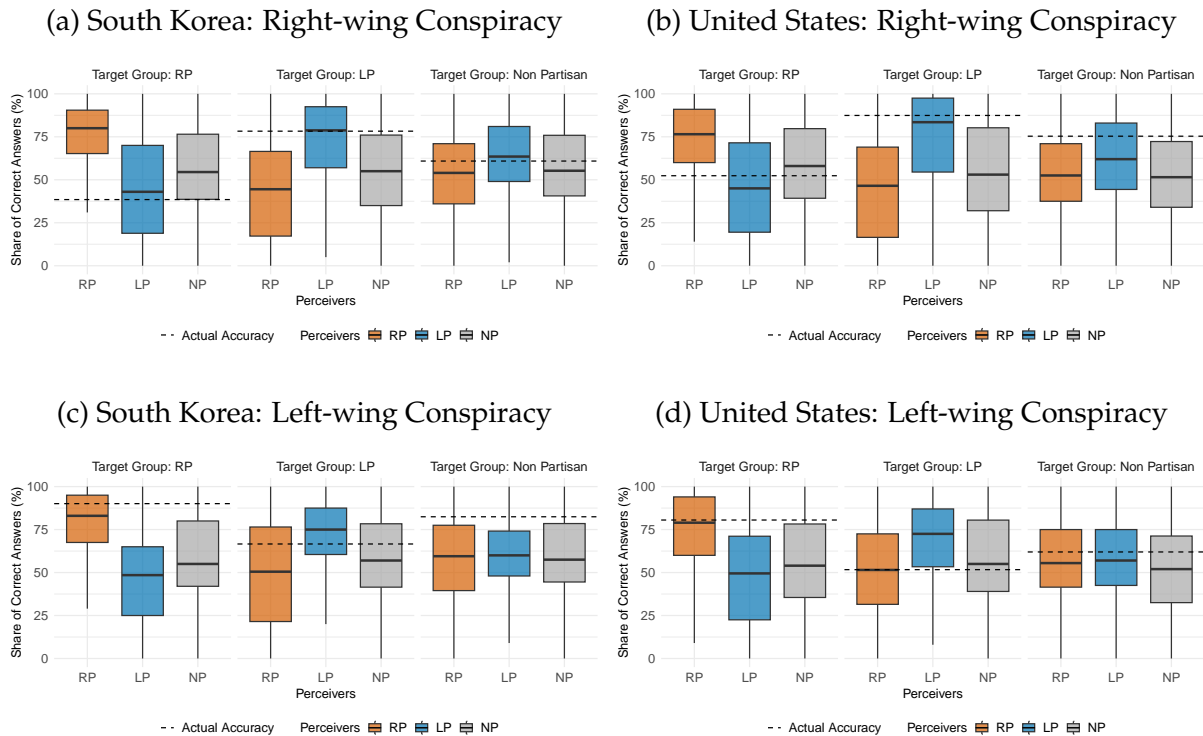 (a) South Korea: Right-wing Conspiracy
Target Group: RP Target Group: LP Target Group: Non Partisan
Share of Correct Answers (%)
100
75
50
25
0
RP LP NP RP LP NP RP LP NP
Perceivers
Actual Accuracy Perceivers RP LP NP
(b) United States: Right-wing Conspiracy
Target Group: RP Target Group: LP Target Group: Non Partisan
Share of Correct Answers (%)
100
75
50
25
0
RP LP NP RP LP NP RP LP NP
Perceivers
Actual Accuracy Perceivers RP LP NP
(c) South Korea: Left-wing Conspiracy
Target Group: RP Target Group: LP Target Group: Non Partisan
Share of Correct Answers (%)
100
75
50
25
0
RP LP NP RP LP NP RP LP NP
Perceivers
Actual Accuracy Perceivers RP LP NP
(d) United States: Left-wing Conspiracy
Target Group: RP Target Group: LP Target Group: Non Partisan
Share of Correct Answers (%)
100
75
50
25
0
RP LP NP RP LP NP RP LP NP
Perceivers
Actual Accuracy Perceivers RP LP NP